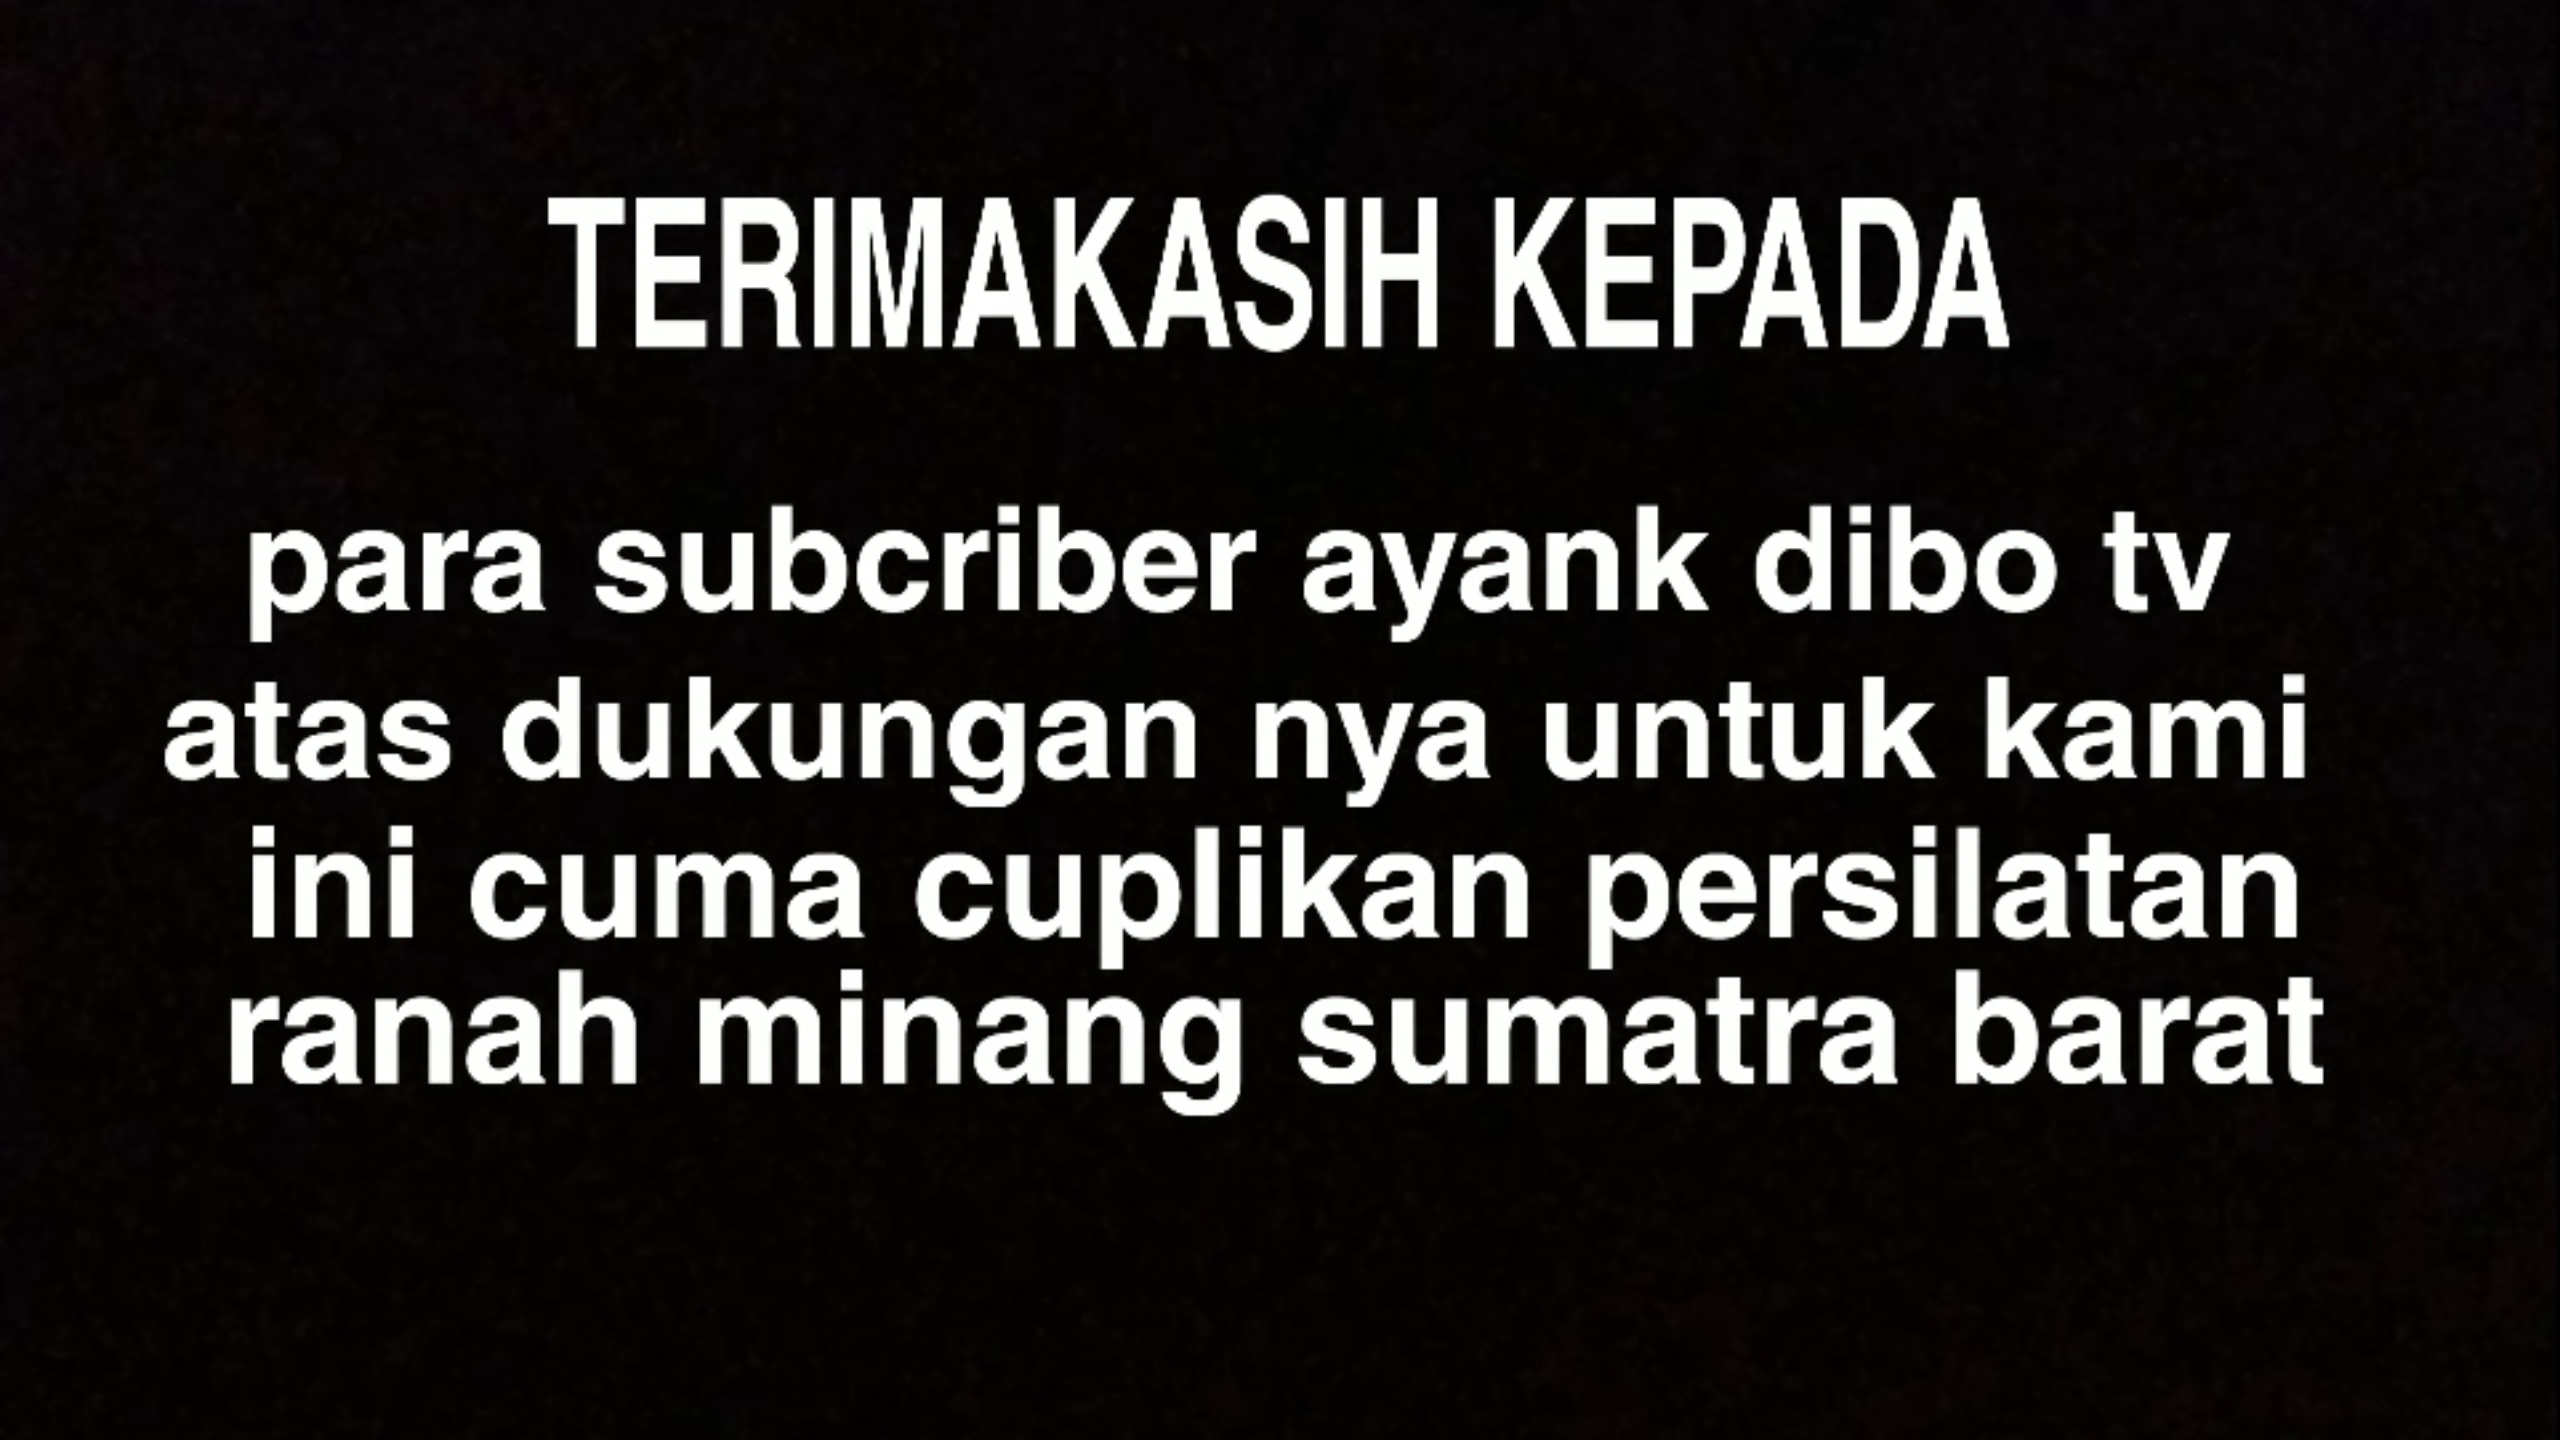 TERIMAKASIH KEPADA
para subcriber ayank dibo tv
atas dukungan nya untuk kami
ini cuma cuplikan persilatan
ranah minang sumatra barat